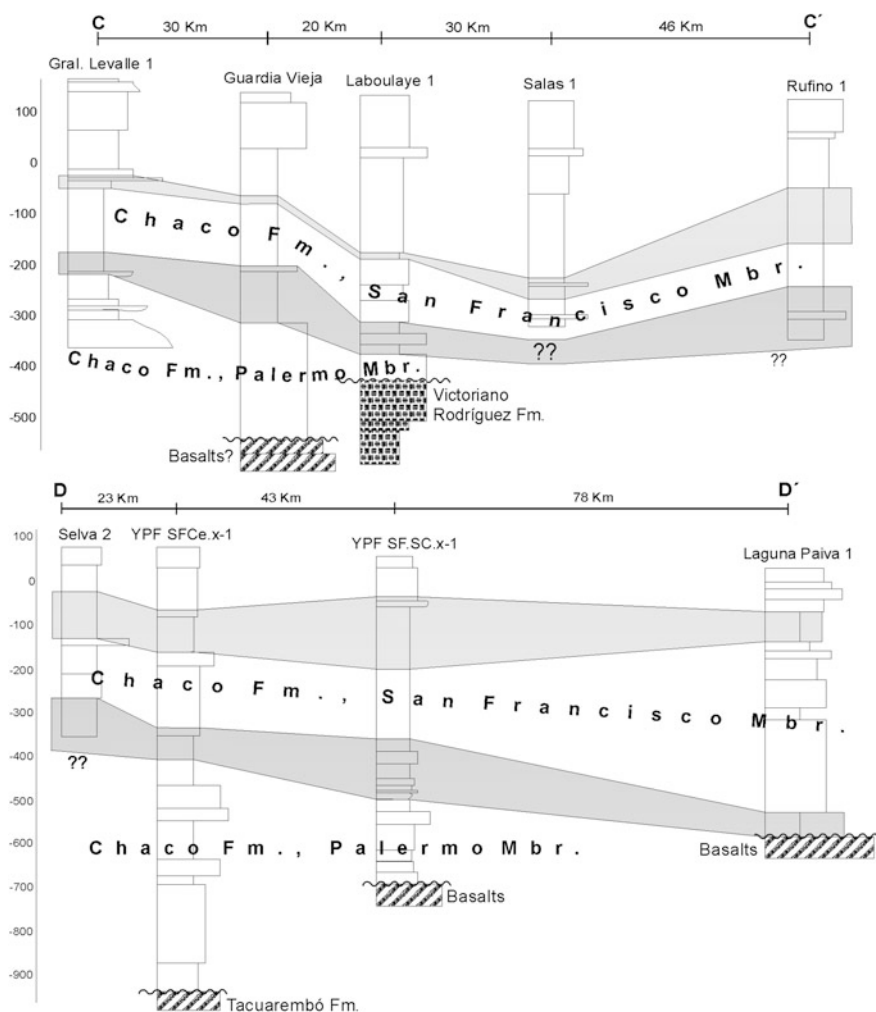 C C´
30 Km 20 Km 30 Km 46 Km
Gral. Levalle 1 Guardia Vieja Laboulaye 1 Salas 1 Rufino 1
100
0
-100
-200
-300
-400
-500
Chaco Fm., San Francisco Mbr.
??
??
Chaco Fm., Palermo Mbr.
Victoriano
Rodríguez Fm.
Basalts?
D D´
23 Km 43 Km 78 Km
Selva 2 YPF SFCe.x-1 YPF SF.SC.x-1 Laguna Paiva 1
100
0
-100
-200
-300
-400
-500
-600
-700
-800
-900
Chaco Fm., San Francisco Mbr.
??
Chaco Fm., Palermo Mbr.
Basalts
Basalts
Tacuarembó Fm.